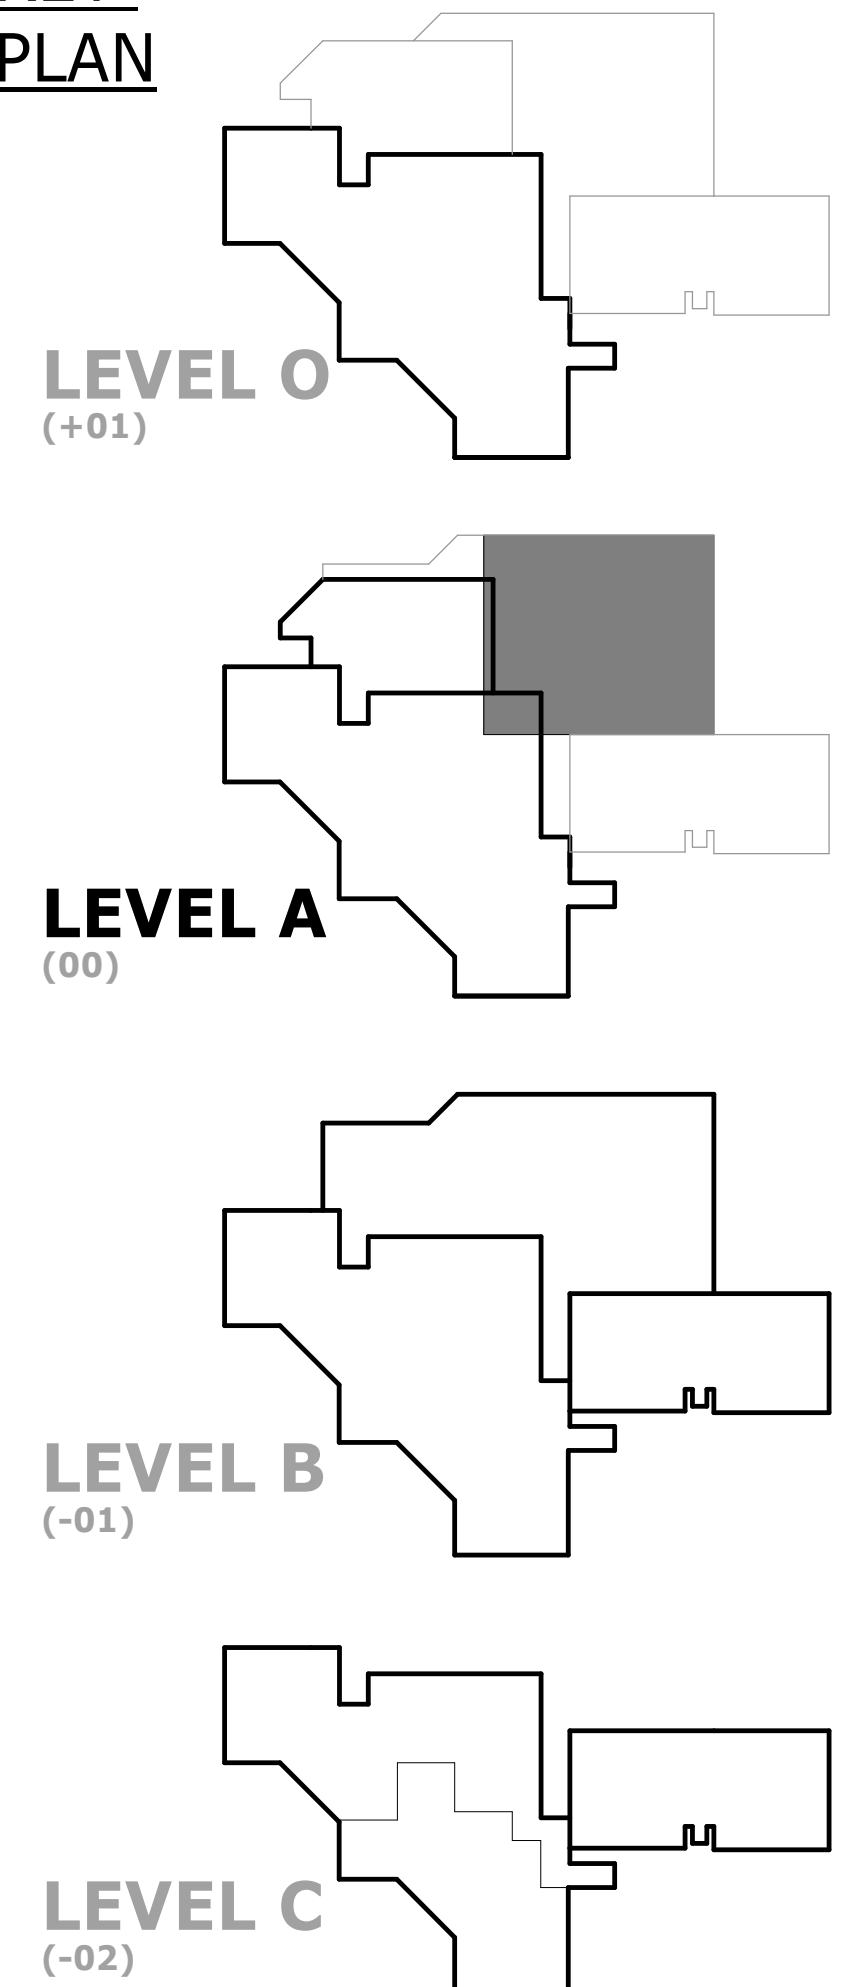 PLAN
LEVEL O
(+01)
LEVEL A
(00)
LEVEL B
(-01)
LEVEL C
(-02)